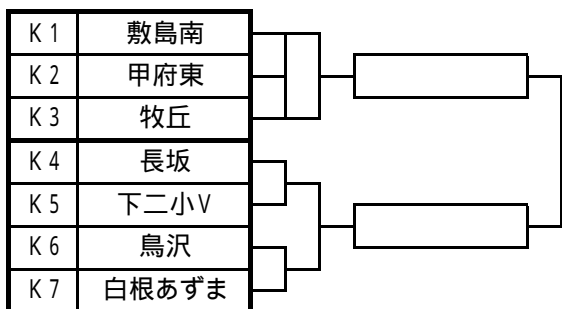 K1 敷島南
K2 甲府東
K3 牧丘
K4 長坂
K5 下二小V
K6 鳥沢
K7 白根あずま